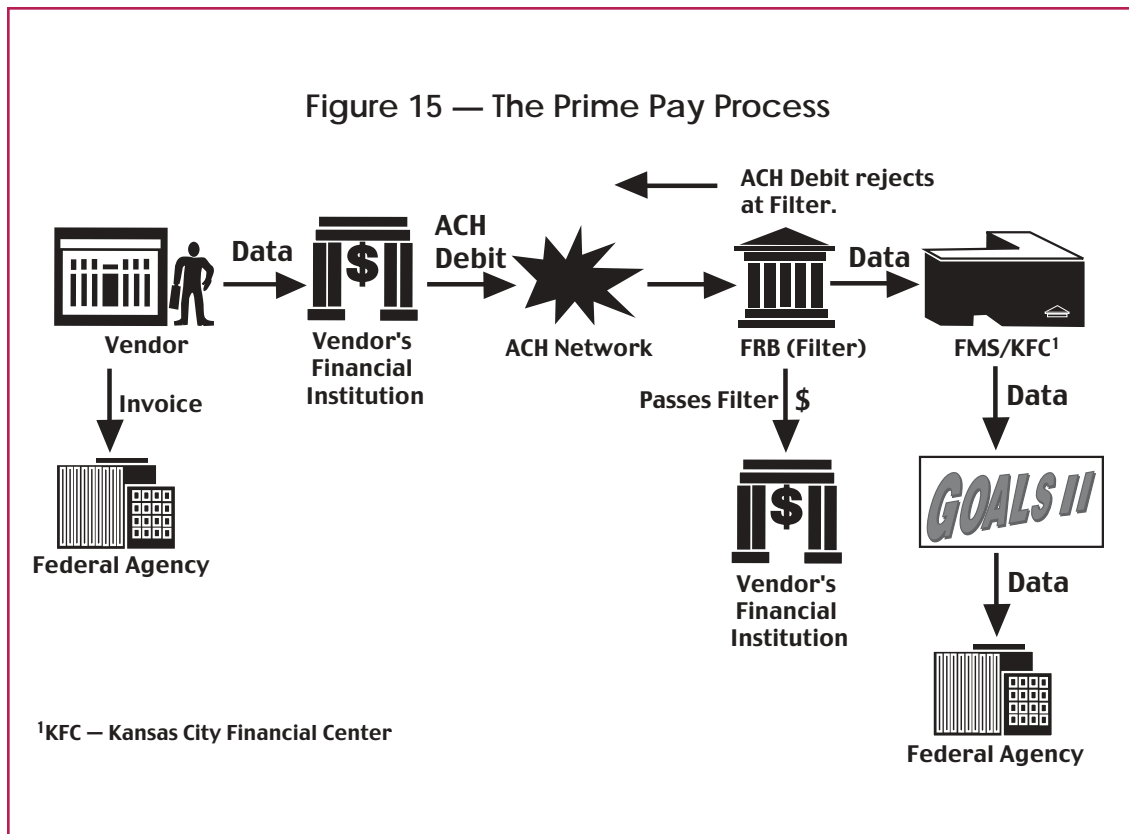 Figure 15 — The Prime Pay Process
ACH Debit rejects
at Filter.
Data
ACH
Debit
Data
$
Vendor
Vendor's
Financial
Institution
ACH Network
FRB (Filter)
FMS/KFC¹
Invoice
Passes Filter $
Data
Federal Agency
$
Vendor's
Financial
Institution
GOALS II
Data
Federal Agency
¹KFC — Kansas City Financial Center